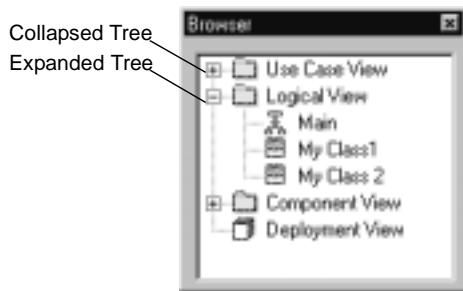 Collapsed Tree
Expanded Tree
Browser
Use Case View
Logical View
Main
My Class1
My Class 2
Component View
Deployment View